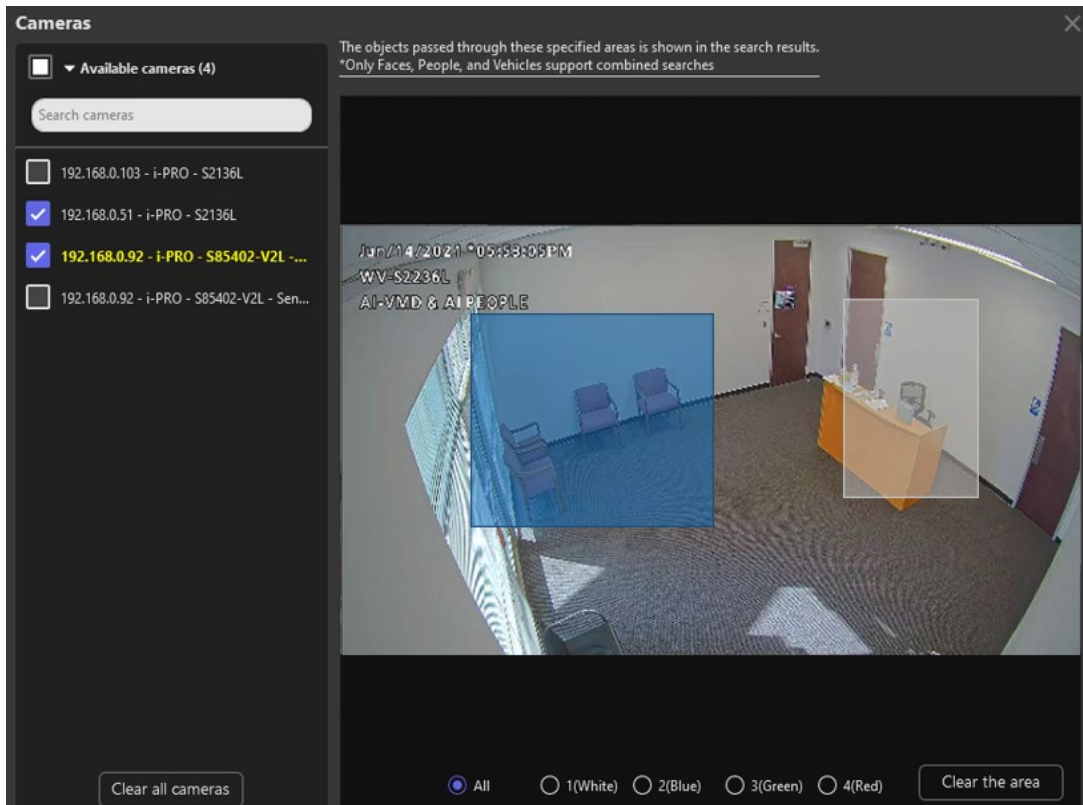 Cameras
Available cameras (4)
Search cameras
192.168.0.103 - i-PRO - S2136L
192.168.0.51 - i-PRO - S2136L
192.168.0.92 - i-PRO - S85402-V2L -...
192.168.0.92 - i-PRO - S85402-V2L - Sen...
Clear all cameras
The objects passed through these specified areas is shown in the search results.
*Only Faces, People, and Vehicles support combined searches
Jun/14/2021 *05:53:05PM
WV-S2236L
AI-VMD & AI PEOPLE
All 1(White) 2(Blue) 3(Green) 4(Red) Clear the area